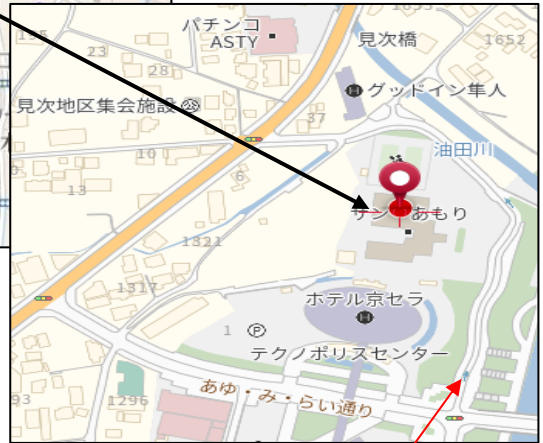 1652
パチンコ
ASTY
見次橋
23
28
グッドイン隼人
見次地区集会施設
37
10
油田川
6
13
サンあもり
1321
1317
ホテル京セラ
1
P
テクノポリスセンター
あゆ・み・らい通り
93
1296